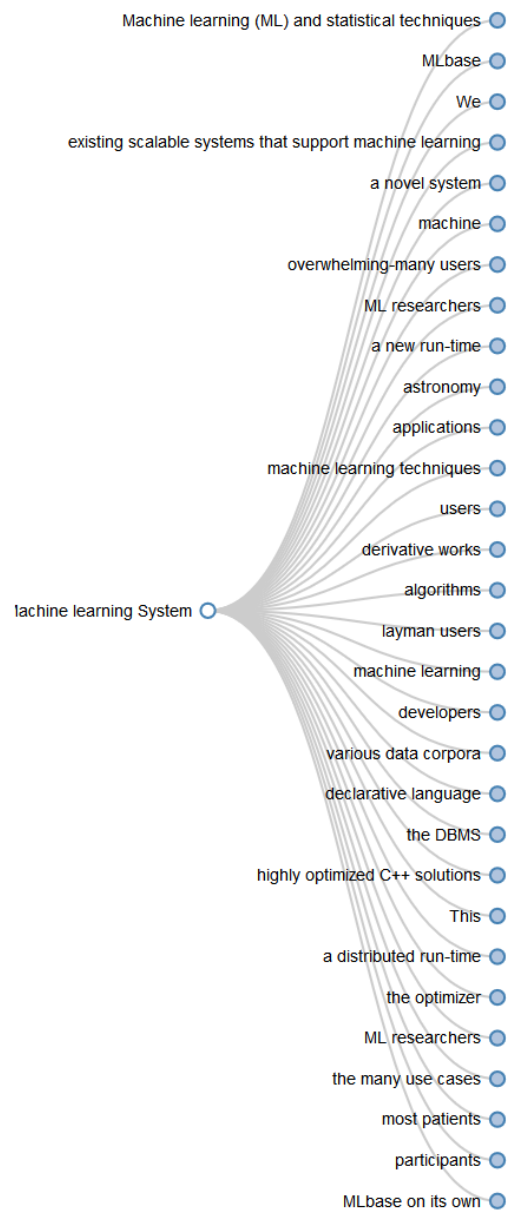 Machine learning (ML) and statistical techniques
MLbase
We
existing scalable systems that support machine learning
a novel system
machine
overwhelming-many users
ML researchers
a new run-time
astronomy
applications
machine learning techniques
users
derivative works
algorithms
lachine learning System
layman users
machine learning
developers
various data corpora
declarative language
the DBMS
highly optimized C++ solutions
This
a distributed run-time
the optimizer
ML researchers
the many use cases
most patients
participants
MLbase on its own